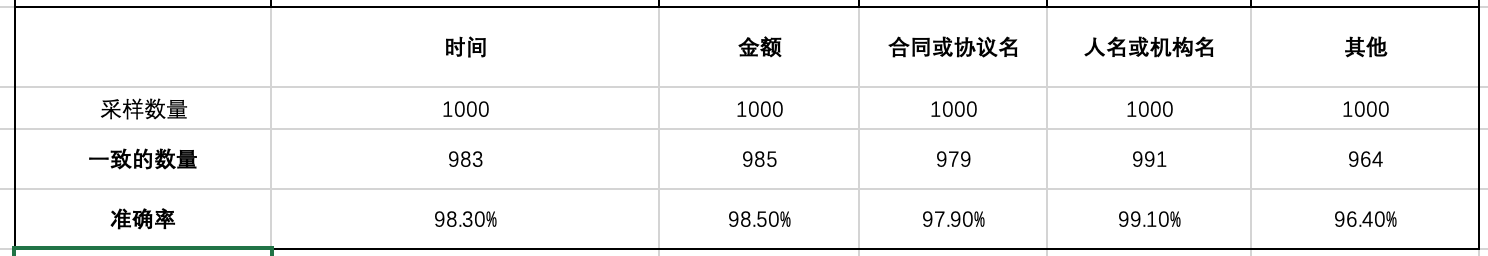 时间 金额 合同或协议名 人名或机构名 其他
采样数量 1000 1000 1000 1000 1000
一致的数量 983 985 979 991 964
准确率 98.30% 98.50% 97.90% 99.10% 96.40%